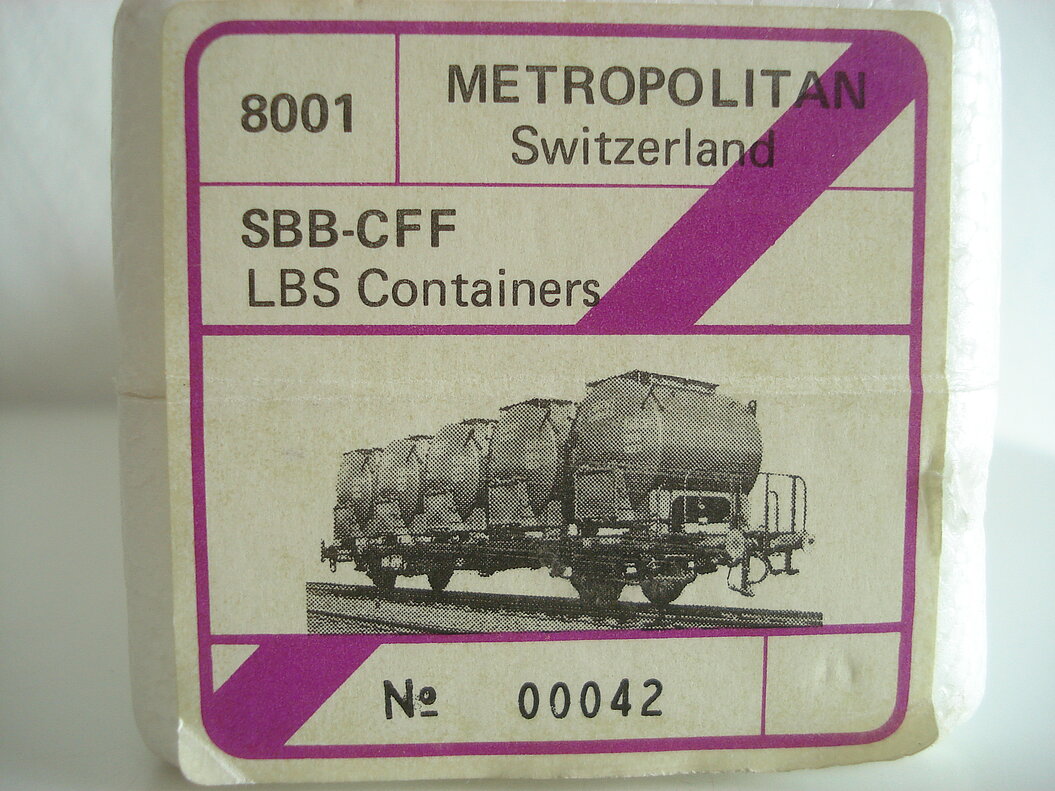 8001
METROPOLITAN
Switzerland
SBB-CFF
LBS Containers
Nº 00042